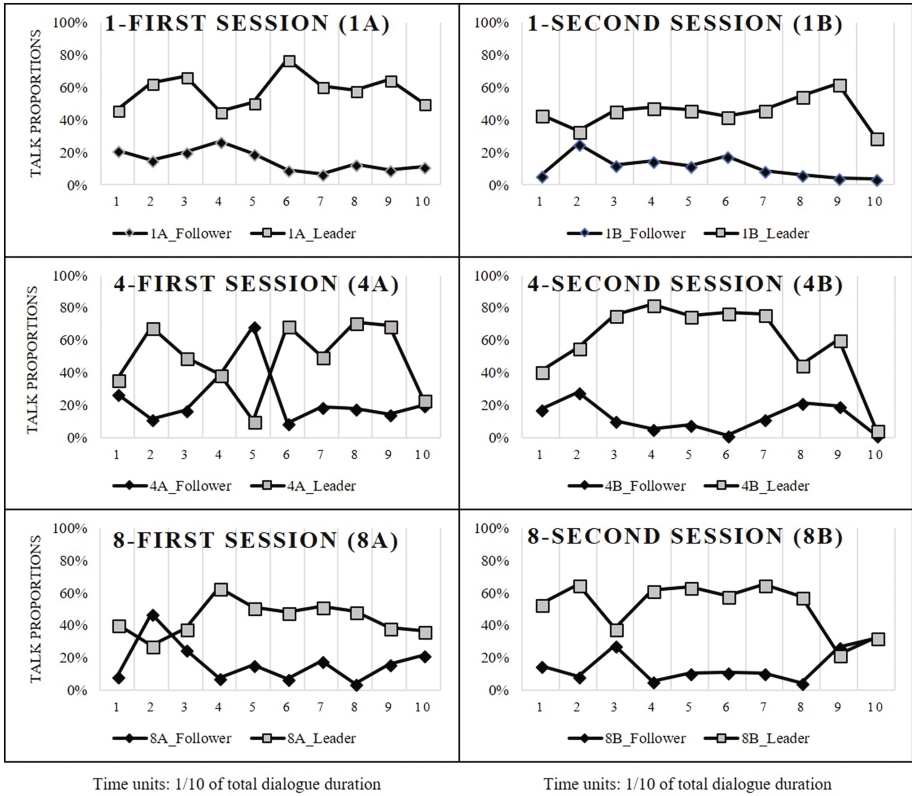 1-FIRST SESSION (1A)
TALK PROPORTIONS
100%
80%
60%
40%
20%
0%
1 2 3 4 5 6 7 8 9 10
1A_Follower 1A_Leader
1-SECOND SESSION (1B)
100%
80%
60%
40%
20%
0%
1 2 3 4 5 6 7 8 9 10
1B_Follower 1B_Leader
4-FIRST SESSION (4A)
TALK PROPORTIONS
100%
80%
60%
40%
20%
0%
1 2 3 4 5 6 7 8 9 10
4A_Follower 4A_Leader
4-SECOND SESSION (4B)
100%
80%
60%
40%
20%
0%
1 2 3 4 5 6 7 8 9 10
4B_Follower 4B_Leader
8-FIRST SESSION (8A)
TALK PROPORTIONS
100%
80%
60%
40%
20%
0%
1 2 3 4 5 6 7 8 9 10
8A_Follower 8A_Leader
8-SECOND SESSION (8B)
100%
80%
60%
40%
20%
0%
1 2 3 4 5 6 7 8 9 10
8B_Follower 8B_Leader
Time units: 1/10 of total dialogue duration
Time units: 1/10 of total dialogue duration